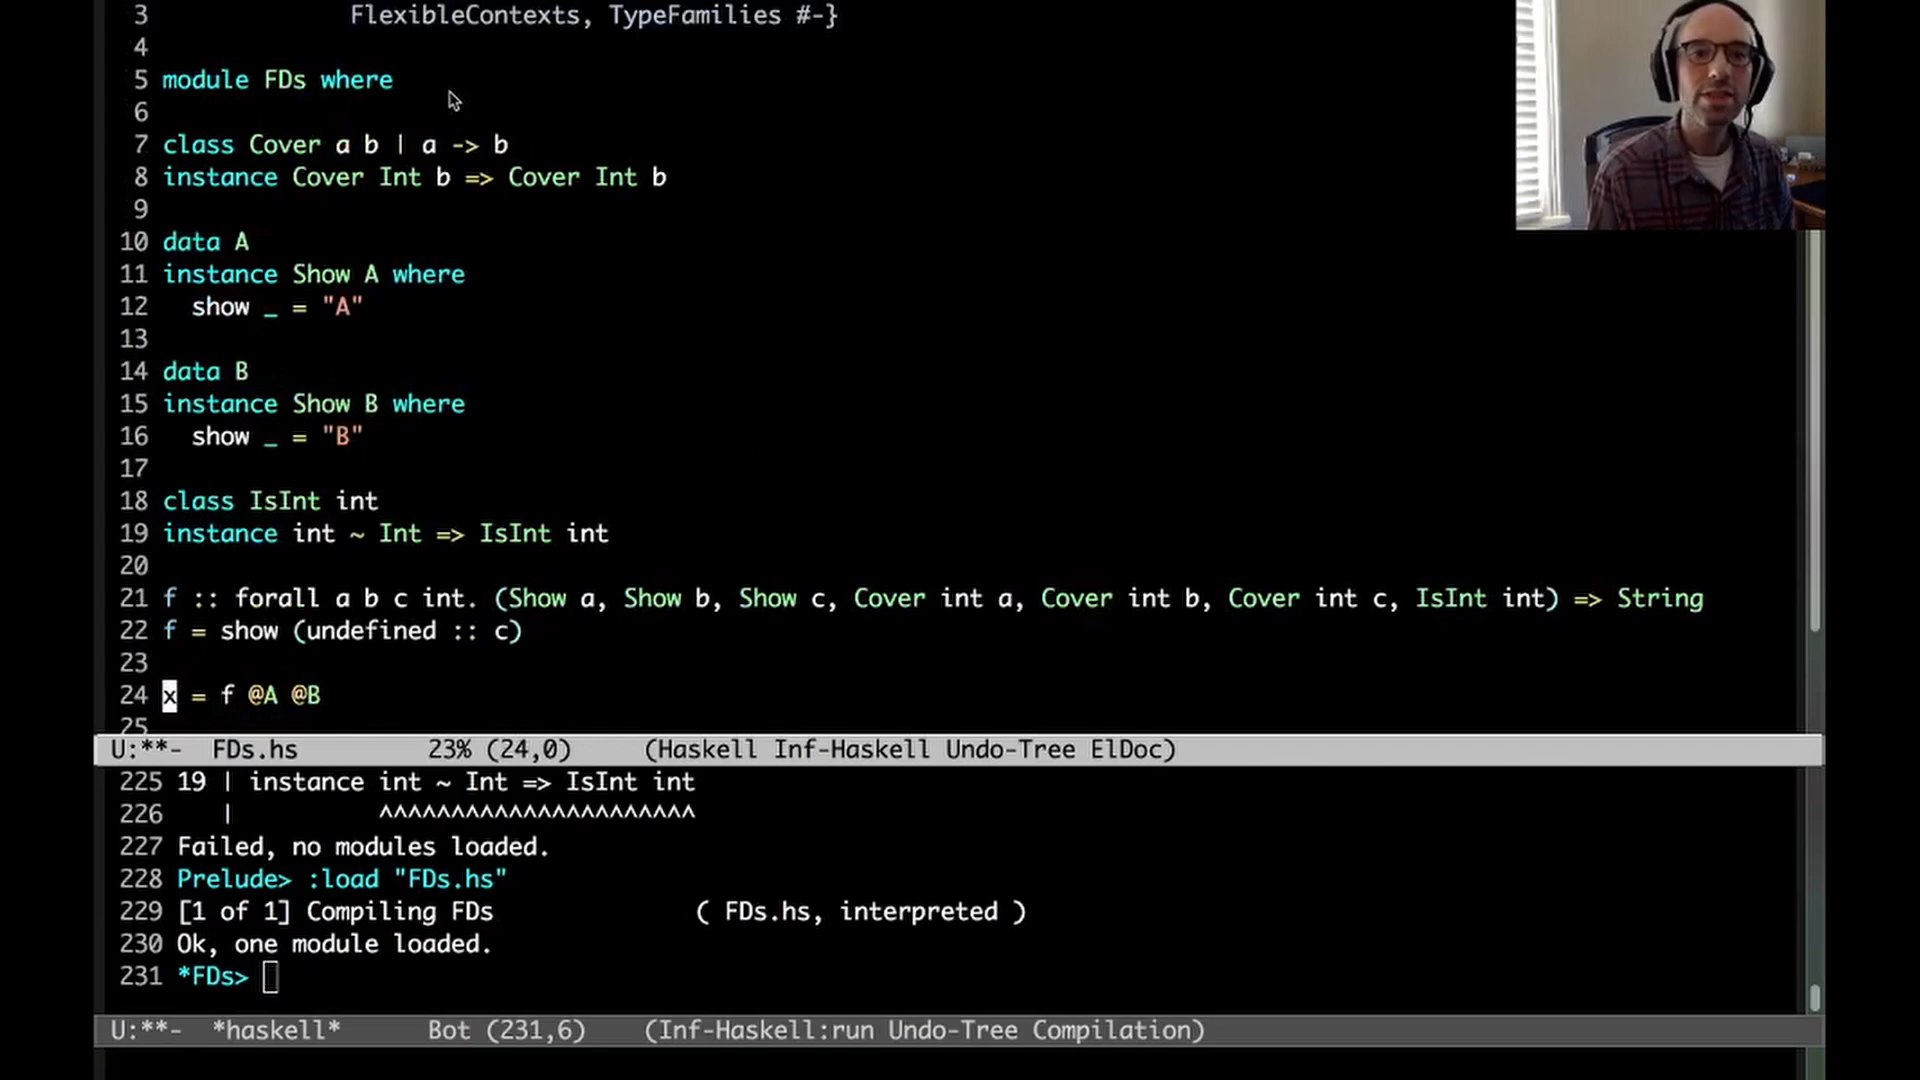 3 FlexibleContexts, TypeFamilies #-}
4
5 module FDs where
6
7 class Cover a b | a -> b
8 instance Cover Int b => Cover Int b
9
10 data A
11 instance Show A where
12 show _ = "A"
13
14 data B
15 instance Show B where
16 show _ = "B"
17
18 class IsInt int
19 instance int ~ Int => IsInt int
20
21 f :: forall a b c int. (Show a, Show b, Show c, Cover int a, Cover int b, Cover int c, IsInt int) => String
22 f = show (undefined :: c)
23
24 x = f @A @B
25
U:**- FDs.hs 23% (24,0) (Haskell Inf-Haskell Undo-Tree ElDoc)
225 19 | instance int ~ Int => IsInt int
226 | ^^^^^^^^^^^^^^^^^^^^^^
227 Failed, no modules loaded.
228 Prelude> :load "FDs.hs"
229 [1 of 1] Compiling FDs ( FDs.hs, interpreted )
230 Ok, one module loaded.
231 *FDs>
U:**- *haskell* Bot (231,6) (Inf-Haskell:run Undo-Tree Compilation)